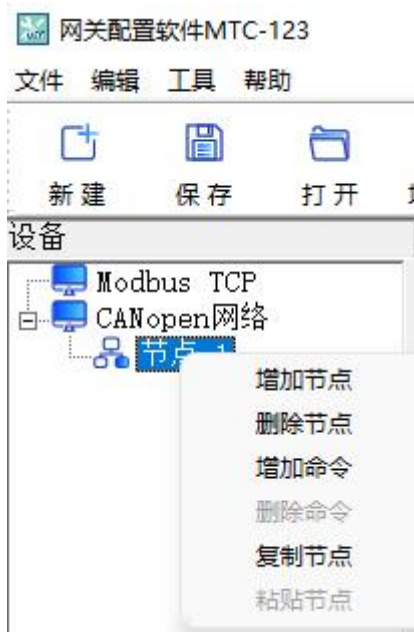 网关配置软件MTC-123
文件 编辑 工具 帮助
新建 保存 打开
设备
Modbus TCP
CANopen网络
节点-1
增加节点
删除节点
增加命令
删除命令
复制节点
粘贴节点